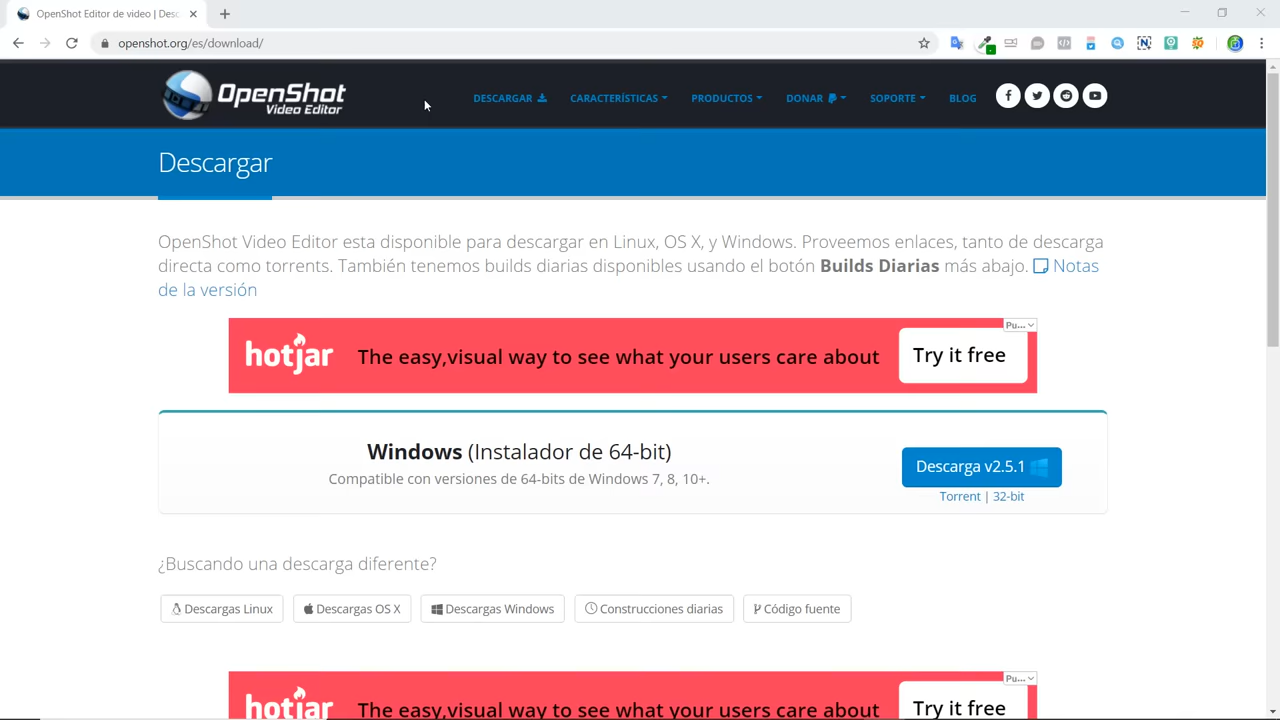 OpenShot Editor de video | Desc
openshot.org/es/download/
OpenShot
Video Editor
DESCARGAR
CARACTERÍSTICAS
PRODUCTOS
DONAR
SOPORTE
BLOG
Descargar
OpenShot Video Editor esta disponible para descargar en Linux, OS X, y Windows. Proveemos enlaces, tanto de descarga
directa como torrents. También tenemos builds diarias disponibles usando el botón Builds Diarias más abajo. Notas
de la versión
Pu...
hotjar
The easy,visual way to see what your users care about
Try it free
Windows (Instalador de 64-bit)
Compatible con versiones de 64-bits de Windows 7, 8, 10+.
Descarga v2.5.1
Torrent | 32-bit
¿Buscando una descarga diferente?
Descargas Linux
Descargas OS X
Descargas Windows
Construcciones diarias
Código fuente
Pu...
hotjar
The easy,visual way to see what your users care about
Try it free